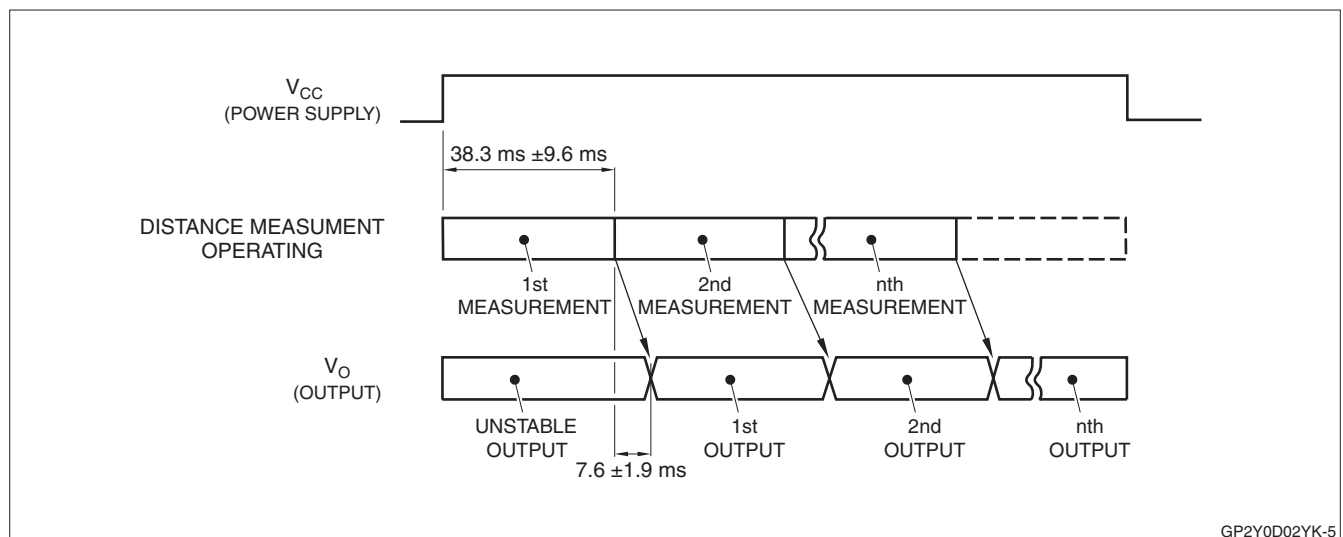 VCC
(POWER SUPPLY)
38.3 ms ±9.6 ms
DISTANCE MEASUMENT
OPERATING
1st
MEASUREMENT
2nd
MEASUREMENT
nth
MEASUREMENT
VO
(OUTPUT)
UNSTABLE
OUTPUT
1st
OUTPUT
2nd
OUTPUT
nth
OUTPUT
7.6 ±1.9 ms
GP2Y0D02YK-5